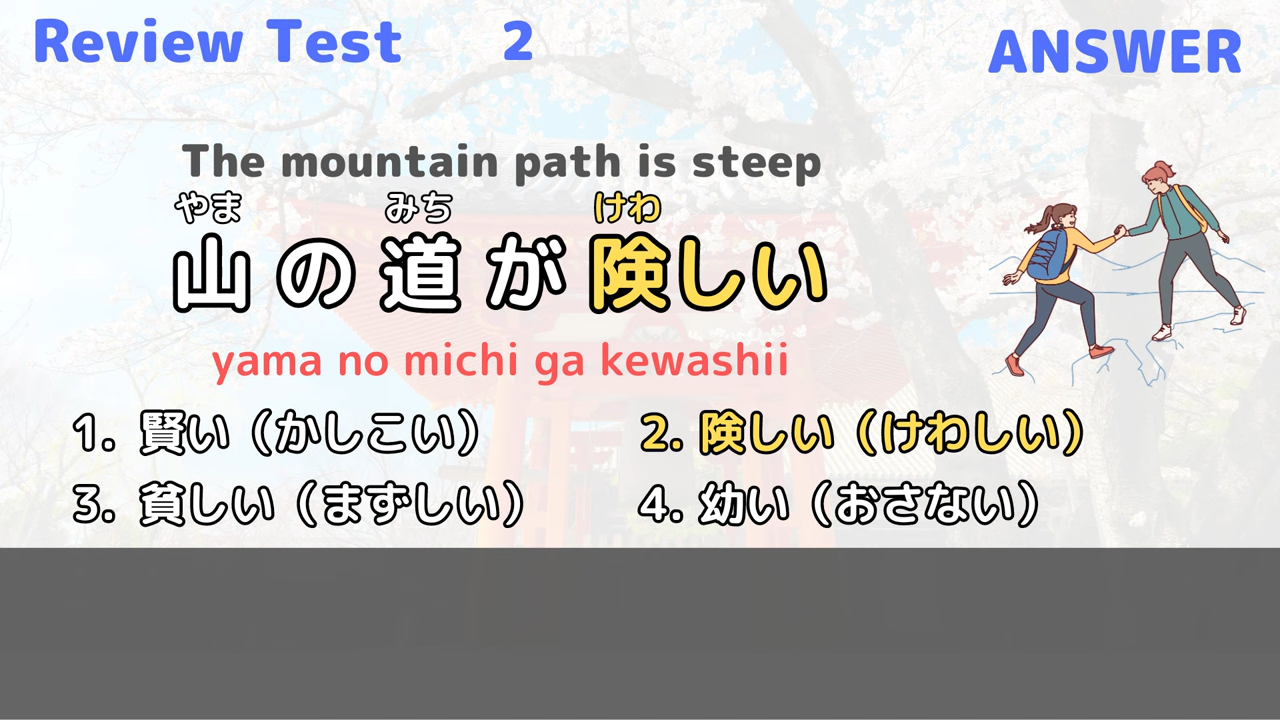 Review Test 2
ANSWER
The mountain path is steep
やま みち けわ
山の道が険しい
yama no michi ga kewashii
1. 賢い（かしこい） 2. 険しい（けわしい）
3. 貧しい（まずしい） 4. 幼い（おさない）